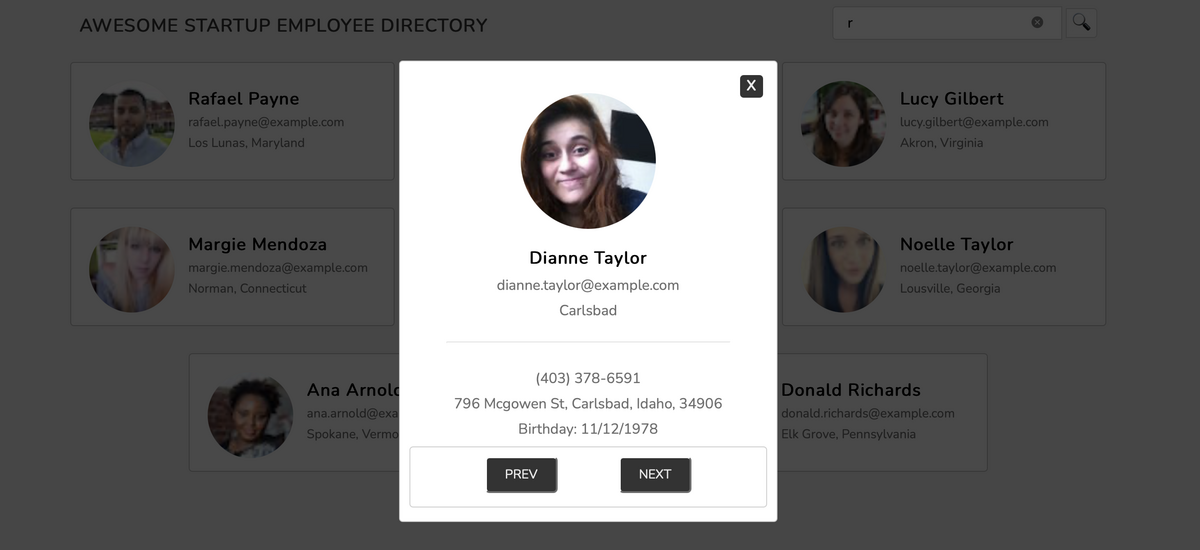 AWESOME STARTUP EMPLOYEE DIRECTORY
r
X
Rafael Payne
rafael.payne@example.com
Los Lunas, Maryland
Lucy Gilbert
lucy.gilbert@example.com
Akron, Virginia
Margie Mendoza
margie.mendoza@example.com
Norman, Connecticut
Dianne Taylor
dianne.taylor@example.com
Carlsbad
(403) 378-6591
796 Mcgowen St, Carlsbad, Idaho, 34906
Birthday: 11/12/1978
PREV
NEXT
Noelle Taylor
noelle.taylor@example.com
Lousville, Georgia
Ana Arnol
ana.arnold@exa
Spokane, Vermo
Donald Richards
donald.richards@example.com
Elk Grove, Pennsylvania